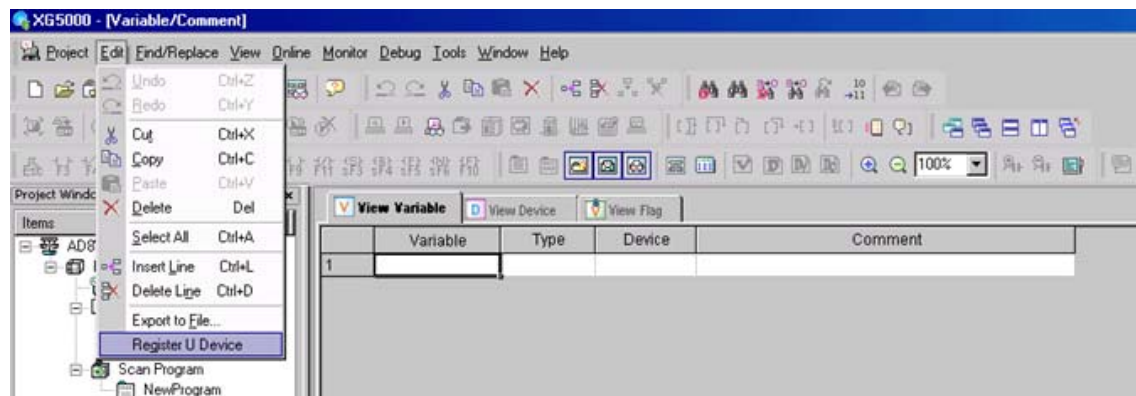 XG5000 - [Variable/Comment]
Project Edit Find/Replace View Online Monitor Debug Tools Window Help
Undo Ctrl+Z
Redo Ctrl+Y
Cut Ctrl+X
Copy Ctrl+C
Paste Ctrl+V
Delete Del
Select All Ctrl+A
Insert Line Ctrl+L
Delete Line Ctrl+D
Export to File...
Register U Device
100%
Project Windo
Items
AD8
Scan Program
NewProgram
V View Variable D View Device View Flag
Variable Type Device Comment
1